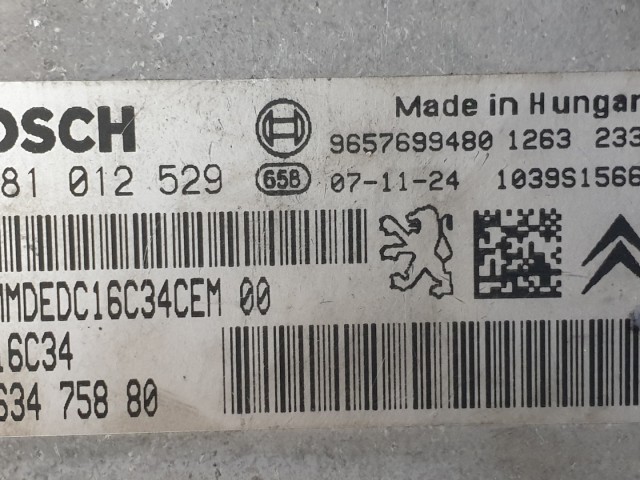 OSCH
Made in Hungar
9657699480 1263 233
81 012 529 658 07-11-24 1039S1566
MMDEDC16C34CEM 00
16C34
634 758 80